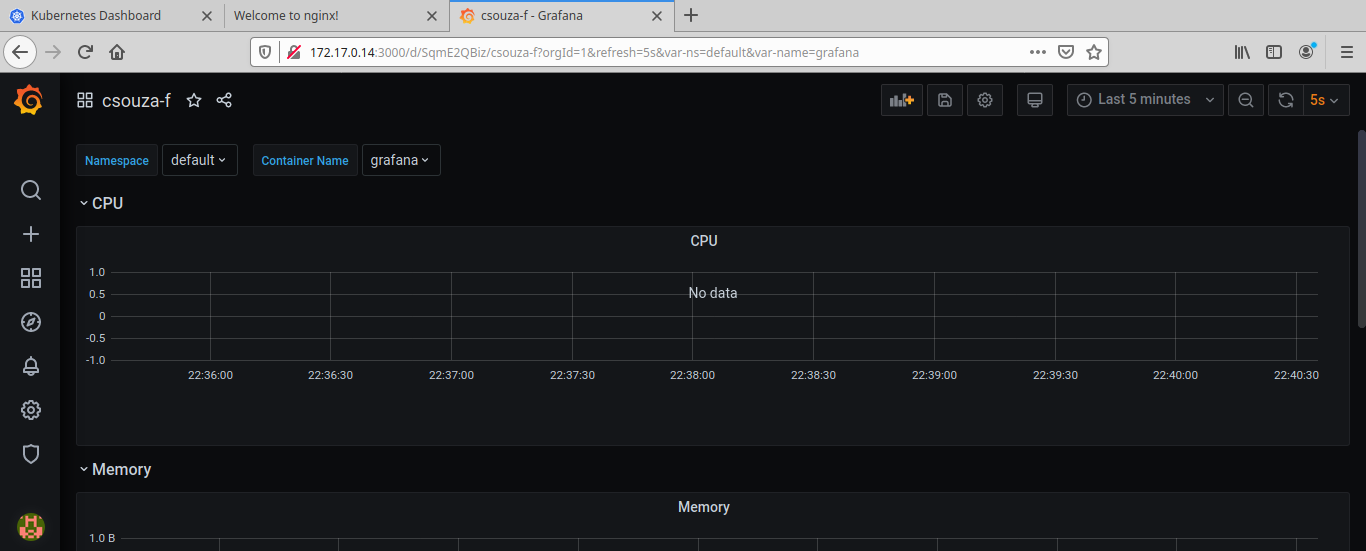 Kubernetes Dashboard
Welcome to nginx!
csouza-f - Grafana
172.17.0.14:3000/d/SqmE2QBiz/csouza-f?orgId=1&refresh=5s&var-ns=default&var-name=grafana
csouza-f
Last 5 minutes
5s
Namespace default Container Name grafana
CPU
CPU
1.0
0.5
No data
0
-0.5
-1.0
22:36:00 22:36:30 22:37:00 22:37:30 22:38:00 22:38:30 22:39:00 22:39:30 22:40:00 22:40:30
Memory
Memory
1.0 B